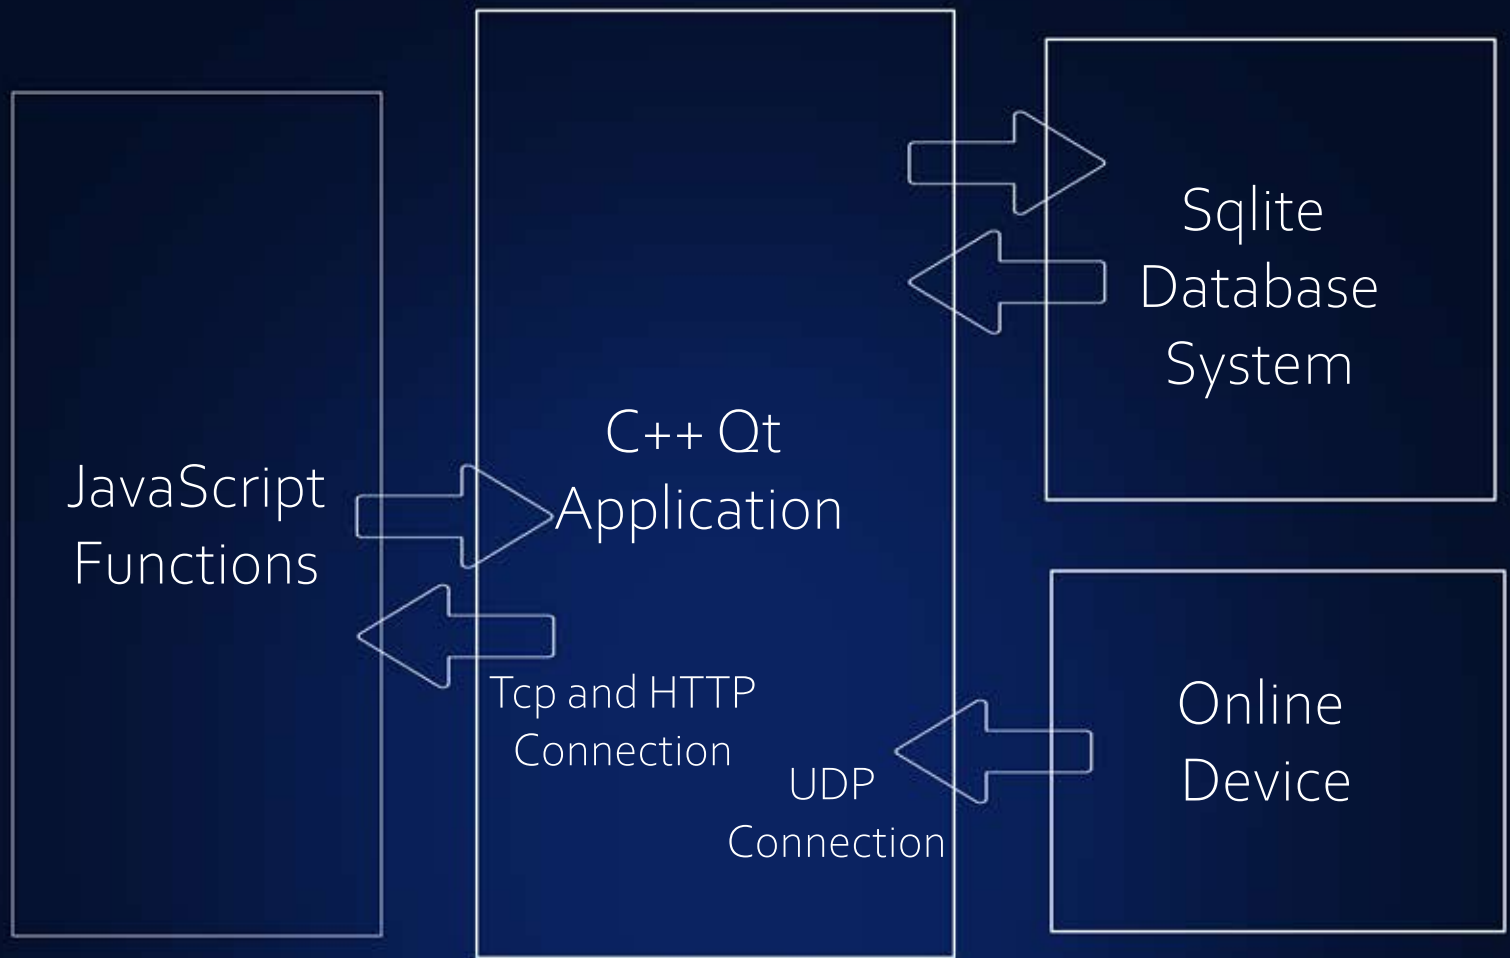 JavaScript
Functions
C++ Qt
Application
Tcp and HTTP
Connection
UDP
Connection
Sqlite
Database
System
Online
Device